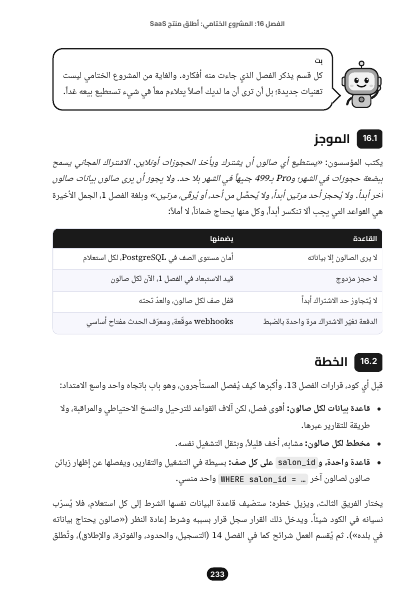 الفصل 16: المشروع الختامي: أطلق منتج SaaS
بِت
كل قسم يذكر الفصل الذي جاءت منه أفكاره. والغاية من المشروع الختامي ليست
تقنيات جديدة؛ بل أن ترى أن ما لديك أصلاً يتلاءم معاً في شيء تستطيع بيعه غداً.
16.1 الموجز
يكتب المؤسسون: «يستطيع أي صالون أن يشترك ويأخذ الحجوزات أونلاين. الاشتراك المجاني يسمح
ببضعة حجوزات في الشهر؛ وPro بـ499 جنيهاً في الشهر بلا حد. ولا يجوز أن يرى صالون بيانات صالون
آخر أبداً. ولا يُحجز أحد مرتين أبداً، ولا يُحصَّل من أحد، أو يُرقَّى، مرتين.» وبلغة الفصل 1، الجمل الأخيرة
هي القواعد التي يجب ألا تنكسر أبداً، وكل منها يحتاج ضماناً، لا أملاً:
القاعدة يضمنها
لا يرى صالون إلا بياناته أمان مستوى الصف في PostgreSQL، لكل استعلام
لا حجز مزدوج قيد الاستبعاد في الفصل 1، الآن لكل صالون
لا يُتجاوز حد الاشتراك أبداً قفل صف لكل صالون، والعدّ تحته
الدفعة تغيّر الاشتراك مرة واحدة بالضبط webhooks موقّعة، ومعرّف الحدث مفتاح أساسي
16.2 الخطة
قبل أي كود، قرارات الفصل 13. وأكبرها كيف يُفصل المستأجرون، وهو باب باتجاه واحد واسع الامتداد:
• قاعدة بيانات لكل صالون: أقوى فصل، لكن آلاف القواعد للترحيل والنسخ الاحتياطي والمراقبة، ولا
طريقة للتقارير عبرها.
• مخطط لكل صالون: مشابه، أخف قليلاً، وبثقل التشغيل نفسه.
• قاعدة واحدة، وsalon_id على كل صف: بسيطة في التشغيل والتقارير، ويفصلها عن إظهار زبائن
صالون لصالون آخر WHERE salon_id = … واحد منسي.
يختار الفريق الثالث، ويزيل خطره: ستضيف قاعدة البيانات نفسها الشرط إلى كل استعلام، فلا يُسرّب
نسيانه في الكود شيئاً. ويدخل ذلك القرار سجل قرار بسببه وشرط إعادة النظر («صالون يحتاج بياناته
في بلده»). ثم يُقسم العمل شرائح كما في الفصل 14 (التسجيل، والحدود، والفوترة، والإطلاق)، وتُطلق
233